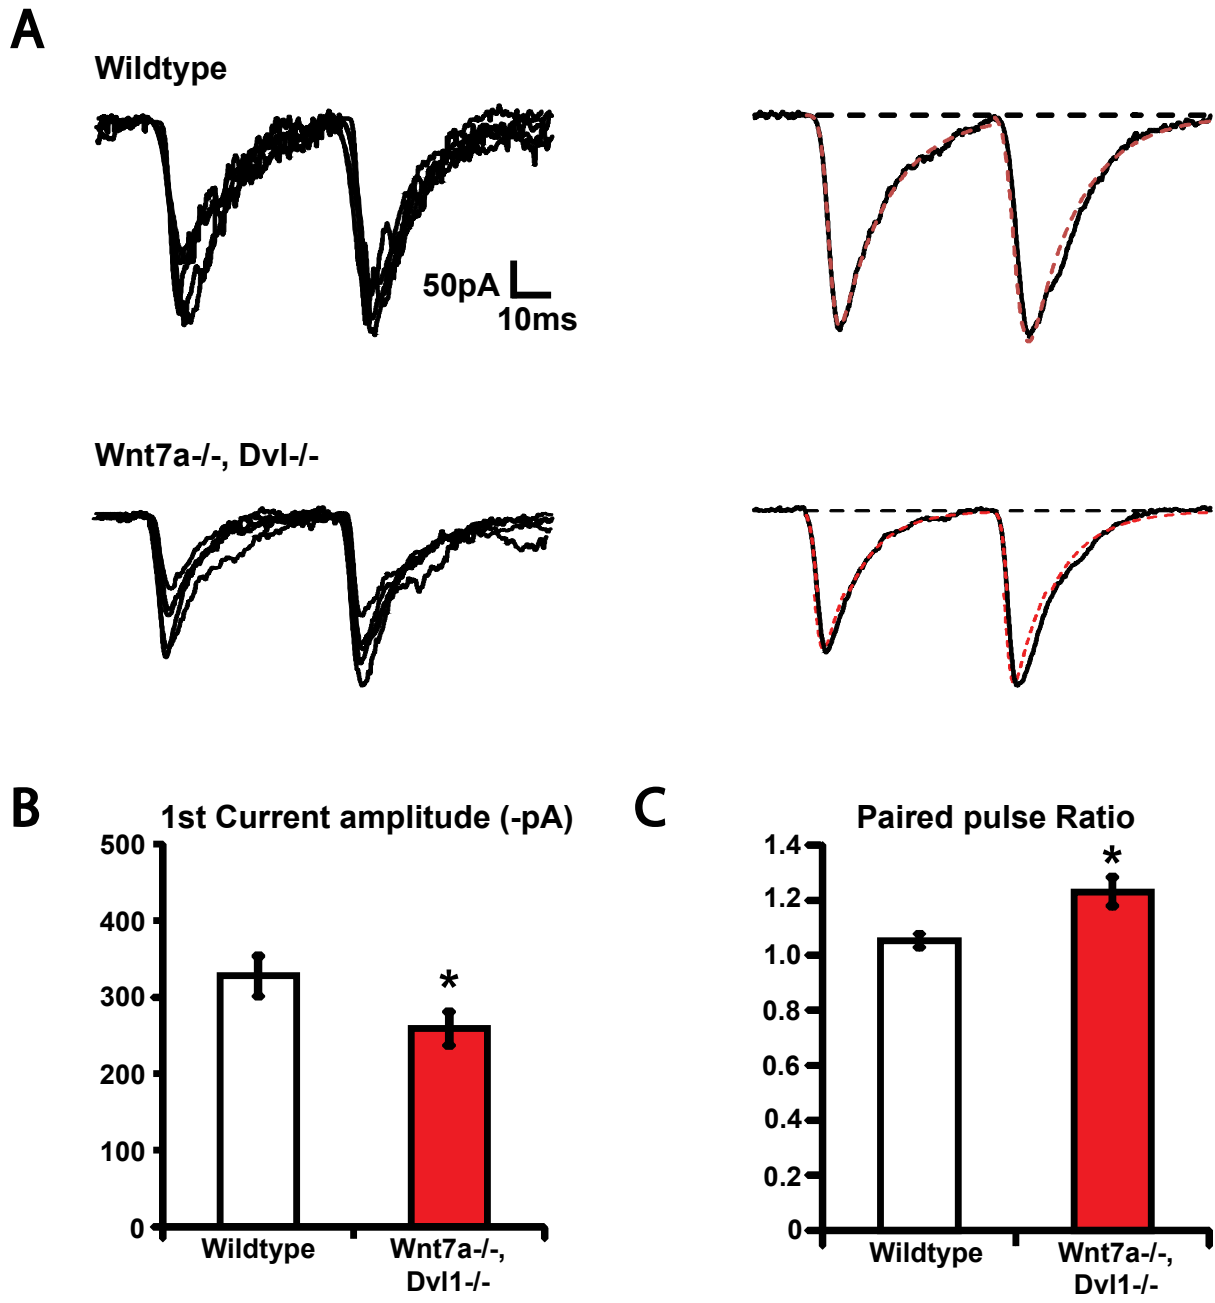 A
Wildtype
50pA
10ms
Wnt7a-/-, Dvl-/-
B
1st Current amplitude (-pA)
500
400
300
200
100
0
*
Wildtype
Wnt7a-/-,
Dvl1-/-
C
Paired pulse Ratio
1.4
1.2
1.0
0.8
0.6
0.4
0.2
0
*
Wildtype
Wnt7a-/-,
Dvl1-/-